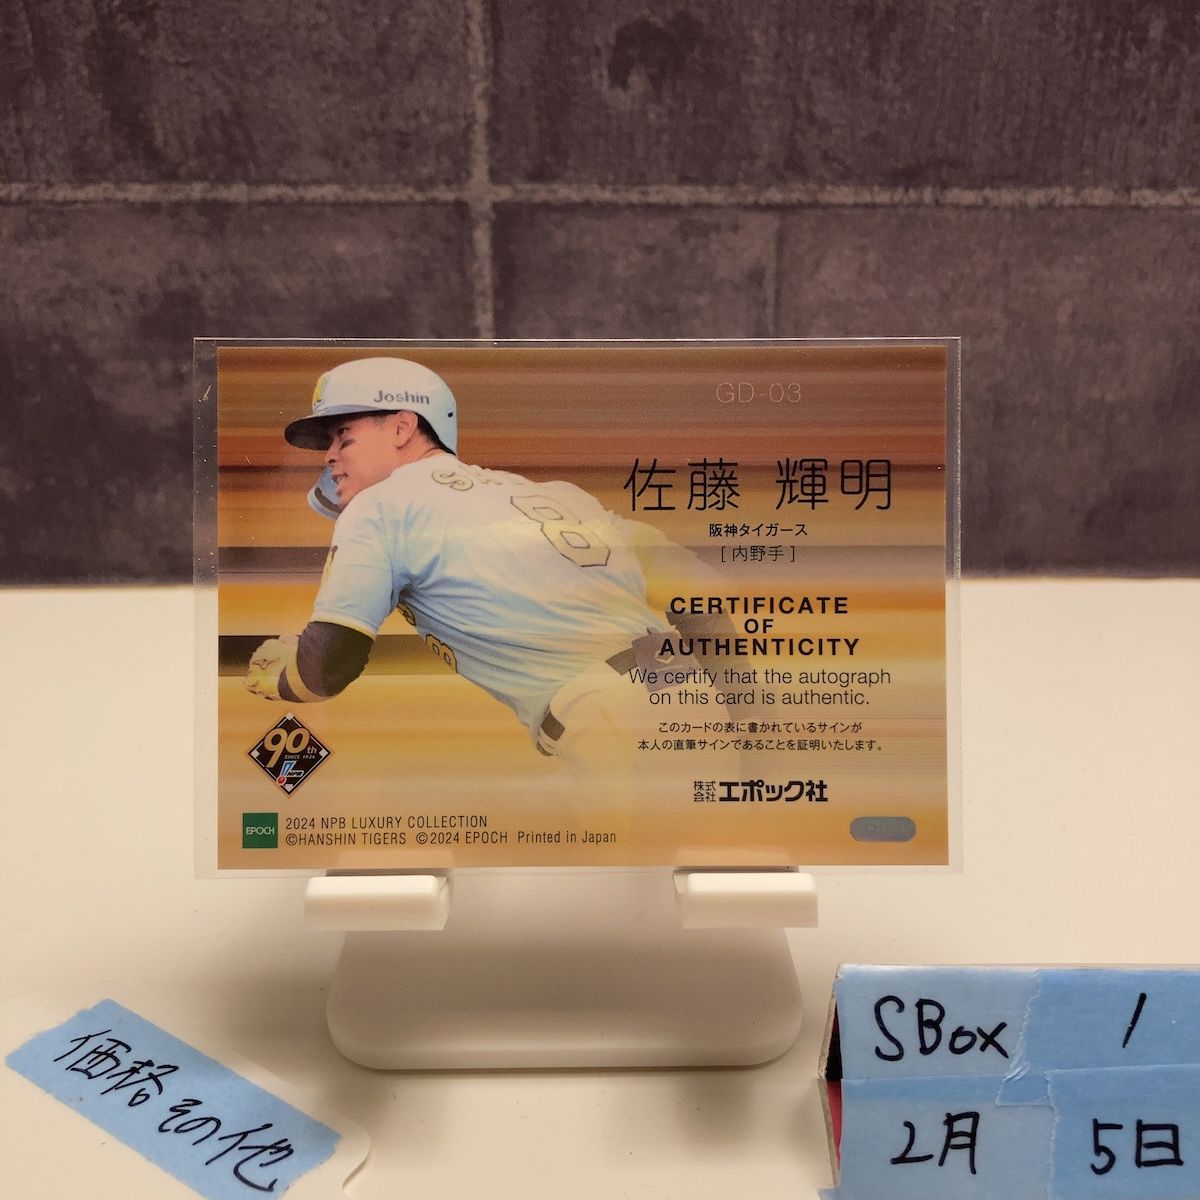 Joshin
GD-03
佐藤 輝明
阪神タイガース
[ 内野手 ]
8
CERTIFICATE
OF
AUTHENTICITY
We certify that the autograph
on this card is authentic.
このカードの表に書かれているサインが
本人の直筆サインであることを証明いたします。
株式会社エポック社
90th
SINCE 1934
NPB
EPOCH
2024 NPB LUXURY COLLECTION
©HANSHIN TIGERS ©2024 EPOCH Printed in Japan
価格その他
SBox 1
2月 5日